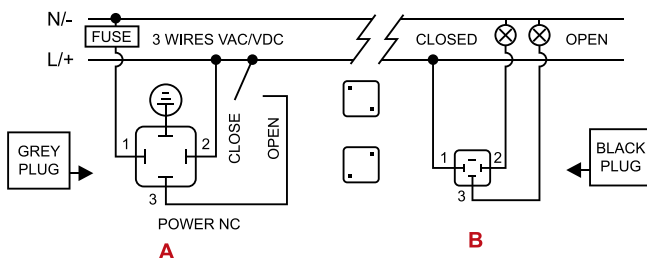 N/-
FUSE
3 WIRES VAC/VDC
CLOSED
OPEN
L/+
1
2
CLOSE
OPEN
3
GREY
PLUG
POWER NC
A
1
2
3
BLACK
PLUG
B